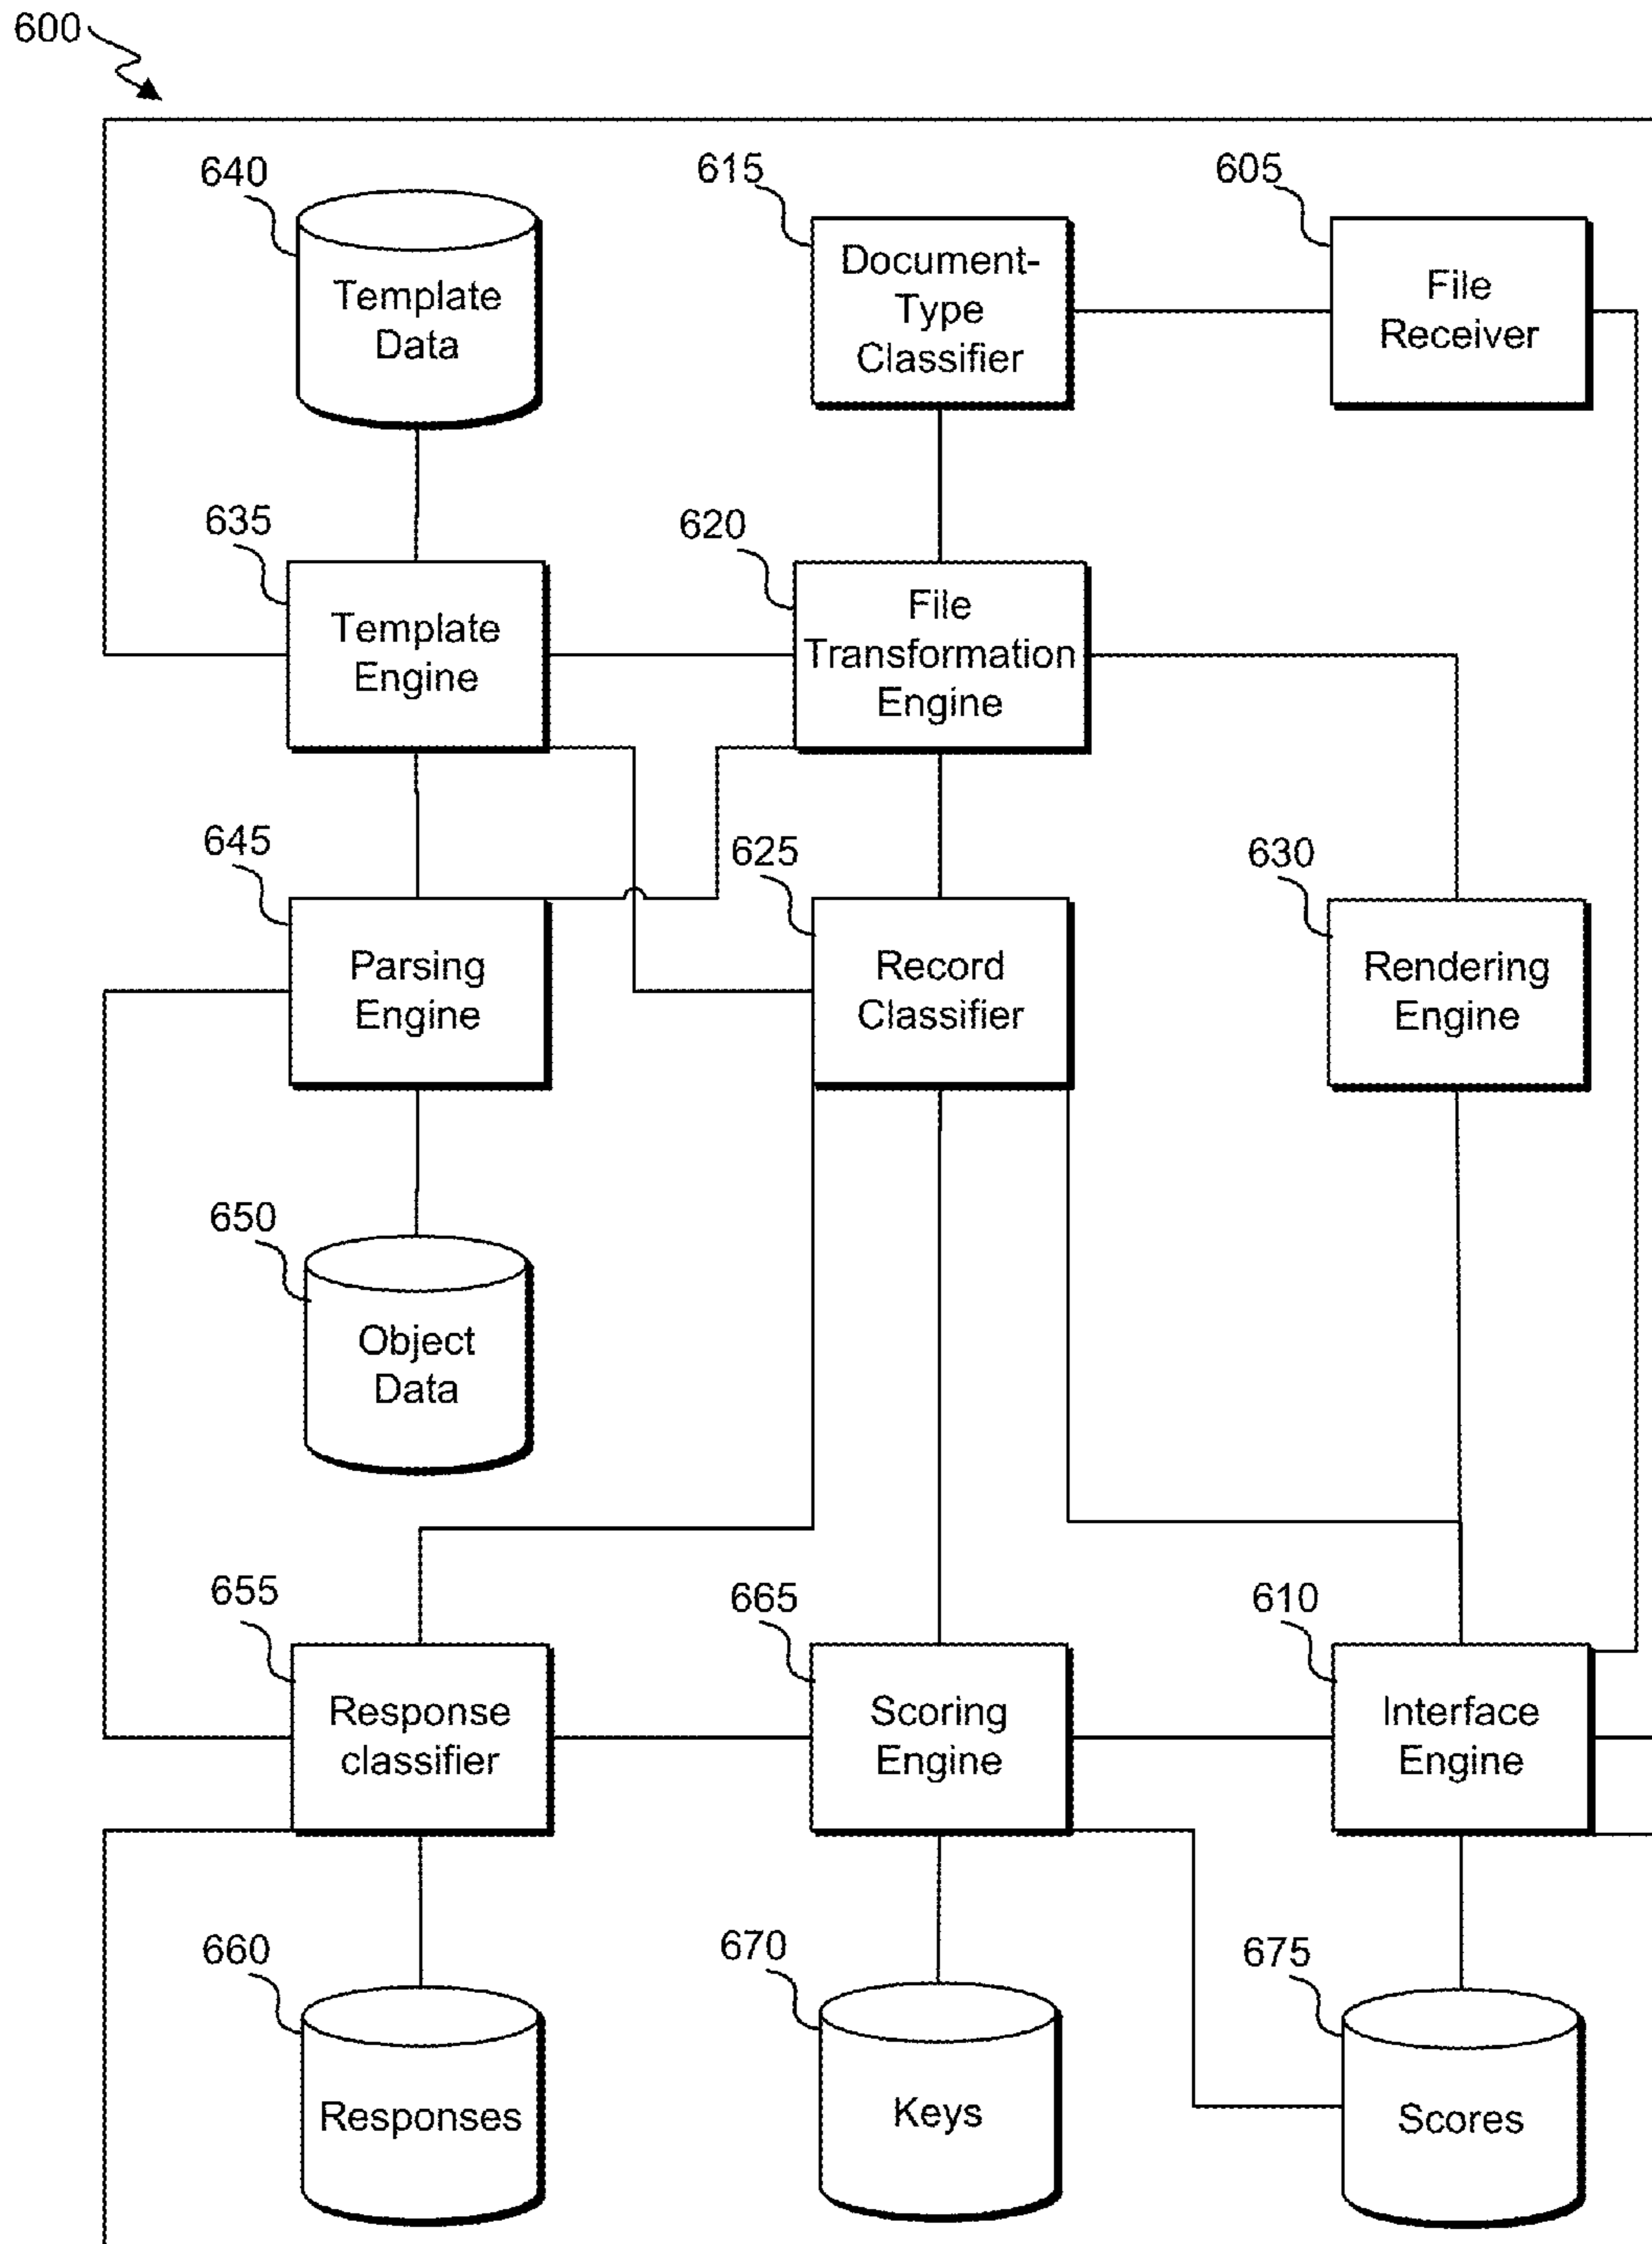 600
640
Template
Data
615
Document-
Type
Classifier
605
File
Receiver
635
Template
Engine
620
File
Transformation
Engine
645
Parsing
Engine
625
Record
Classifier
630
Rendering
Engine
650
Object
Data
655
Response
classifier
665
Scoring
Engine
610
Interface
Engine
660
Responses
670
Keys
675
Scores